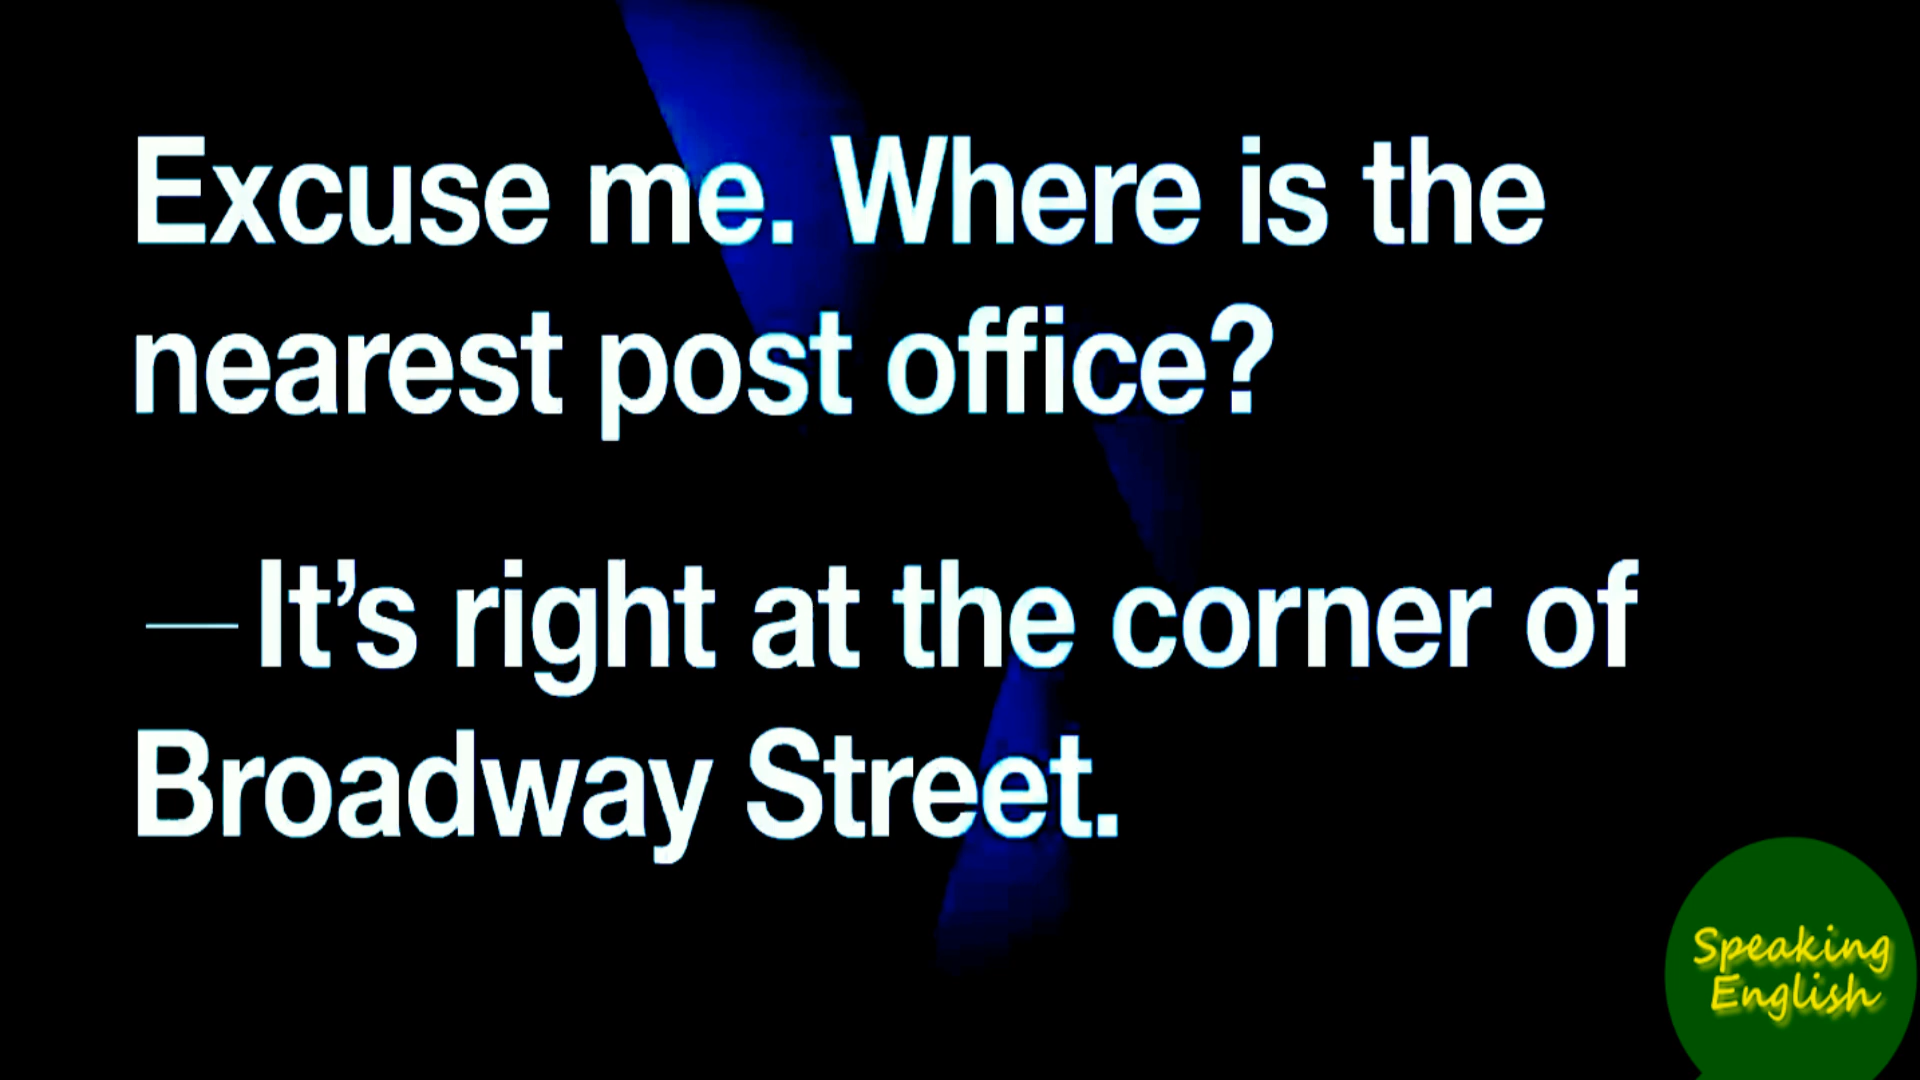 Excuse me. Where is the
nearest post office?
—It’s right at the corner of
Broadway Street.
Speaking
English